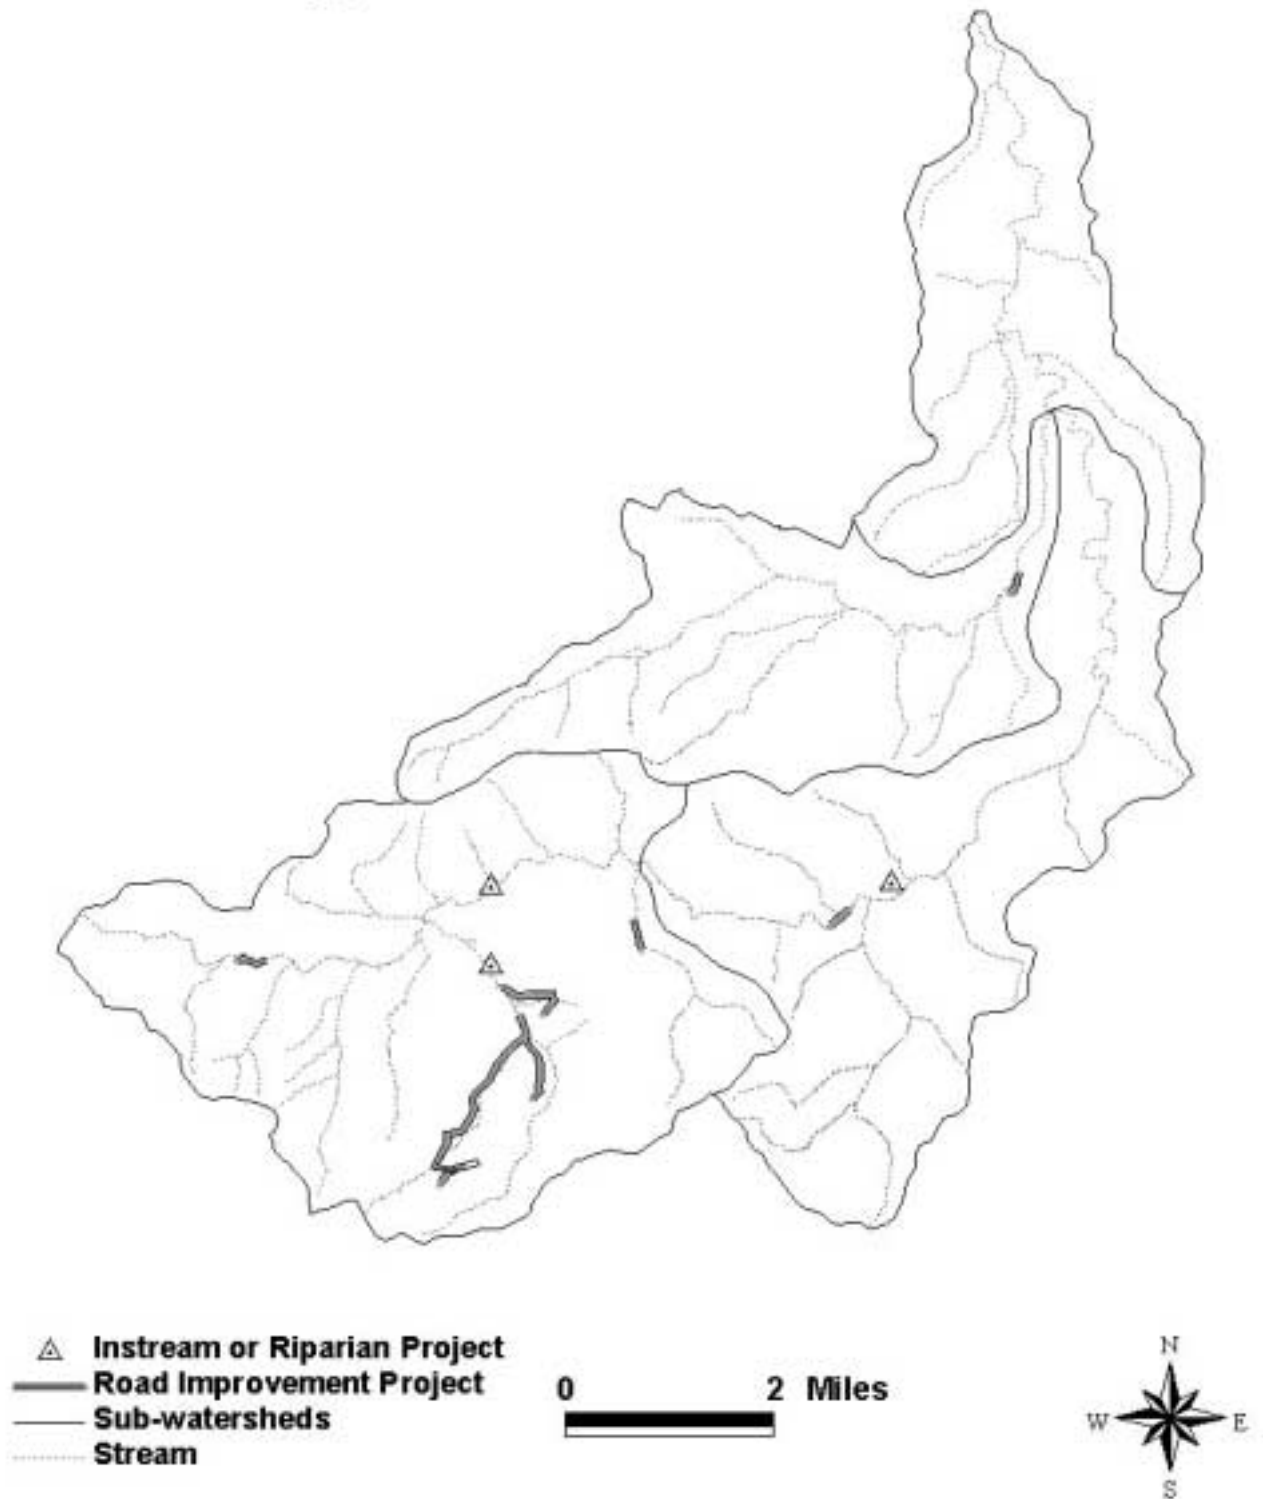 Instream or Riparian Project
Road Improvement Project
Sub-watersheds
Stream
0 2 Miles
N
W E
S